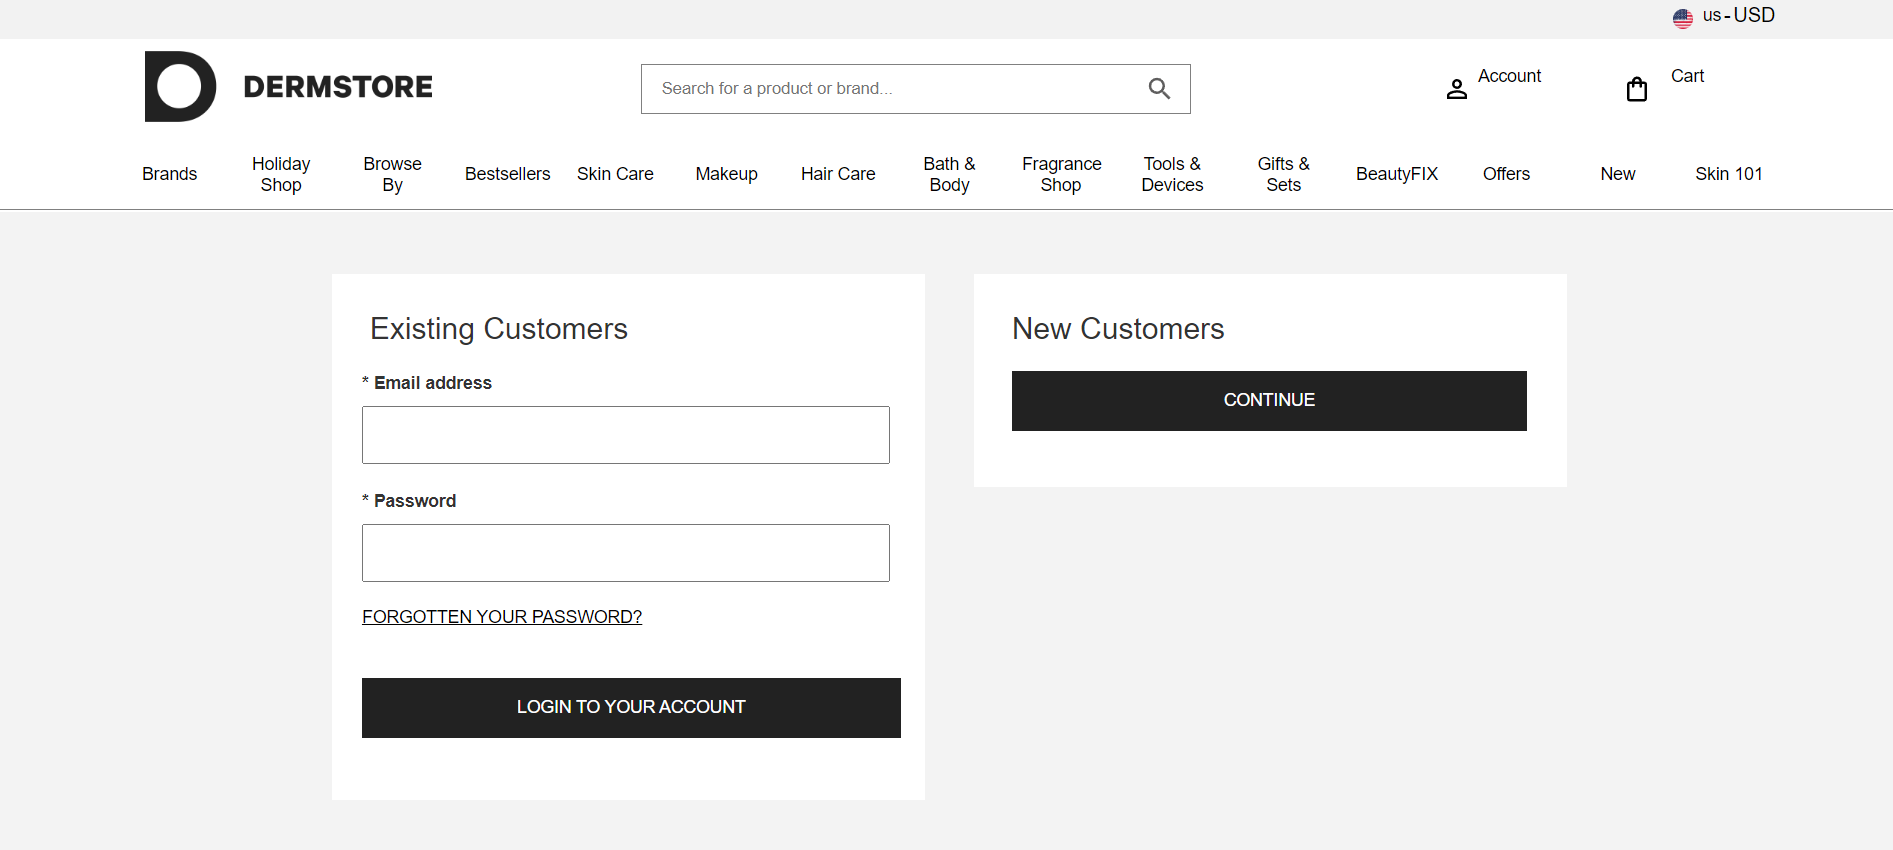 us - USD
DERMSTORE
Search for a product or brand...
Account
Cart
Brands
Holiday Shop
Browse By
Bestsellers
Skin Care
Makeup
Hair Care
Bath & Body
Fragrance Shop
Tools & Devices
Gifts & Sets
BeautyFIX
Offers
New
Skin 101
Existing Customers
* Email address
* Password
FORGOTTEN YOUR PASSWORD?
LOGIN TO YOUR ACCOUNT
New Customers
CONTINUE